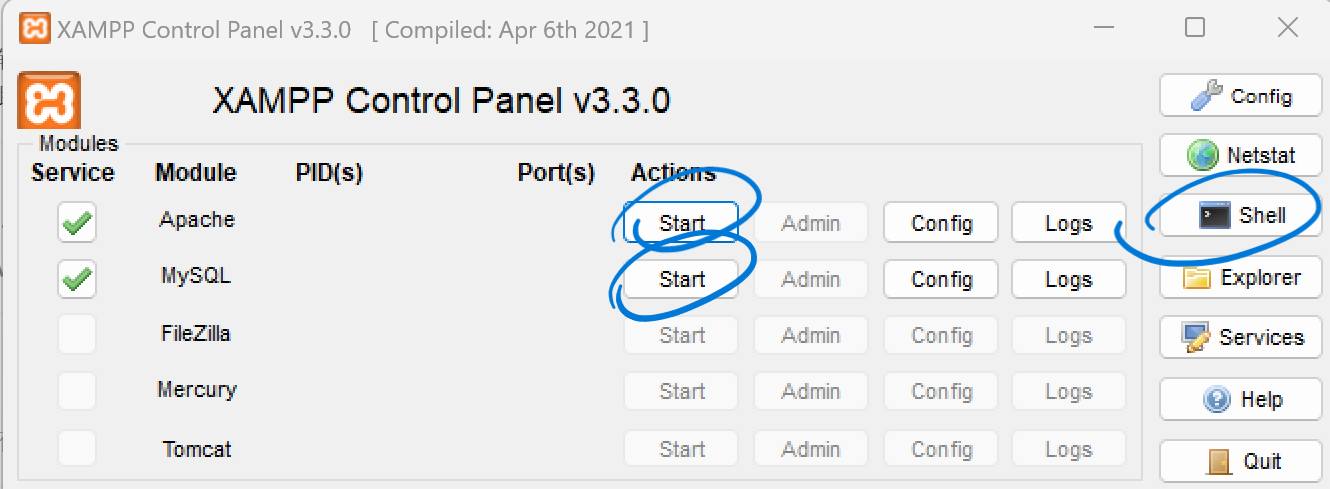 XAMPP Control Panel v3.3.0 [ Compiled: Apr 6th 2021 ]
XAMPP Control Panel v3.3.0
Config
Modules
Service Module PID(s) Port(s) Actions
Netstat
Apache Start Admin Config Logs
Shell
MySQL Start Admin Config Logs
Explorer
FileZilla Start Admin Config Logs
Services
Mercury Start Admin Config Logs
Help
Tomcat Start Admin Config Logs
Quit